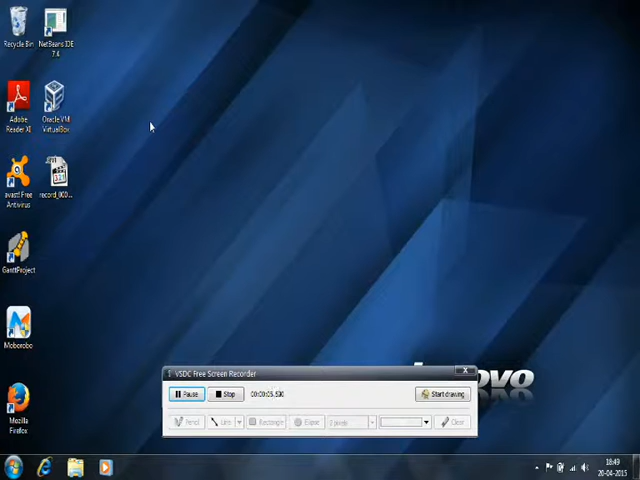 Recycle Bin
NetBeans IDE
7.4
Adobe
Reader XI
Oracle VM
VirtualBox
avast! Free
Antivirus
record_000...
GanttProject
Moborobo
Mozilla
Firefox
VSDC Free Screen Recorder
Pause
Stop
Start drawing
Pencil
Line
Rectangle
Ellipse
Clear
18:49
20-04-2015